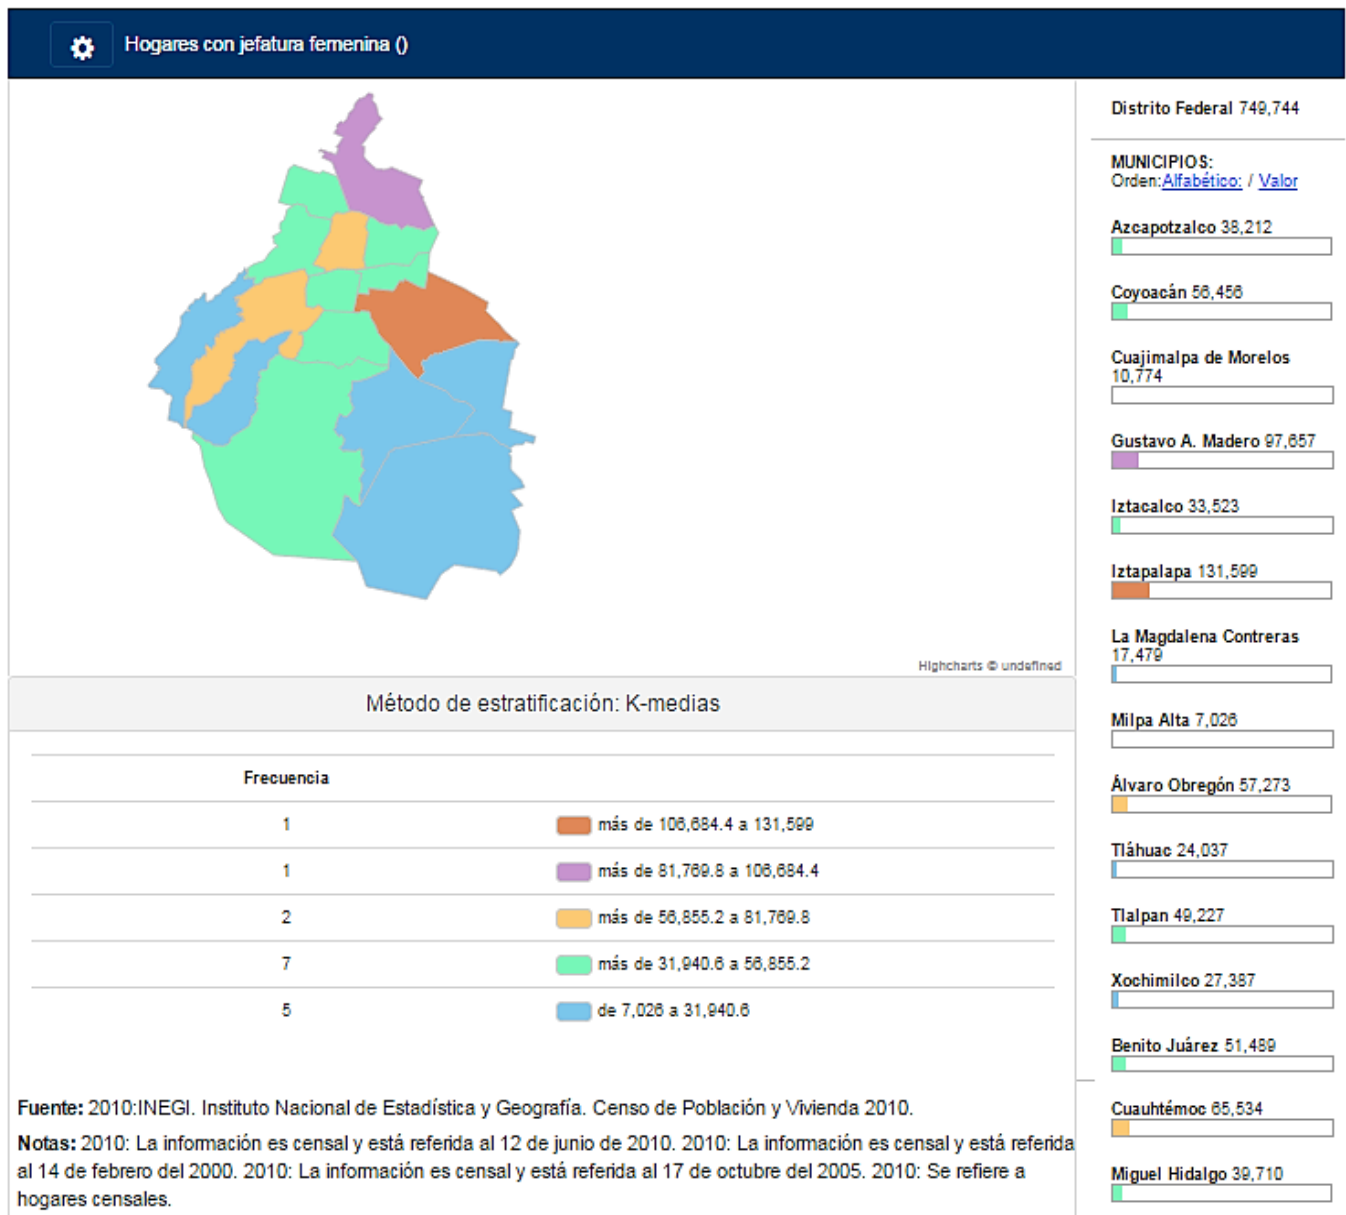 Hogares con jefatura femenina ()
Distrito Federal 749,744
MUNICIPIOS:
Orden:Alfabético: / Valor
Azcapotzalco 38,212
Coyoacán 56,456
Cuajimalpa de Morelos
10,774
Gustavo A. Madero 97,657
Iztacalco 33,523
Iztapalapa 131,599
La Magdalena Contreras
17,479
Milpa Alta 7,026
Álvaro Obregón 57,273
Tláhuac 24,037
Tlalpan 49,227
Xochimilco 27,387
Benito Juárez 51,489
Cuauhtémoc 65,534
Miguel Hidalgo 39,710
Highcharts © undefined
Método de estratificación: K-medias
Frecuencia
1 más de 106,684.4 a 131,599
1 más de 81,769.8 a 106,684.4
2 más de 56,855.2 a 81,769.8
7 más de 31,940.6 a 56,855.2
5 de 7,026 a 31,940.6
Fuente: 2010:INEGI. Instituto Nacional de Estadística y Geografía. Censo de Población y Vivienda 2010.
Notas: 2010: La información es censal y está referida al 12 de junio de 2010. 2010: La información es censal y está referida
al 14 de febrero del 2000. 2010: La información es censal y está referida al 17 de octubre del 2005. 2010: Se refiere a
hogares censales.